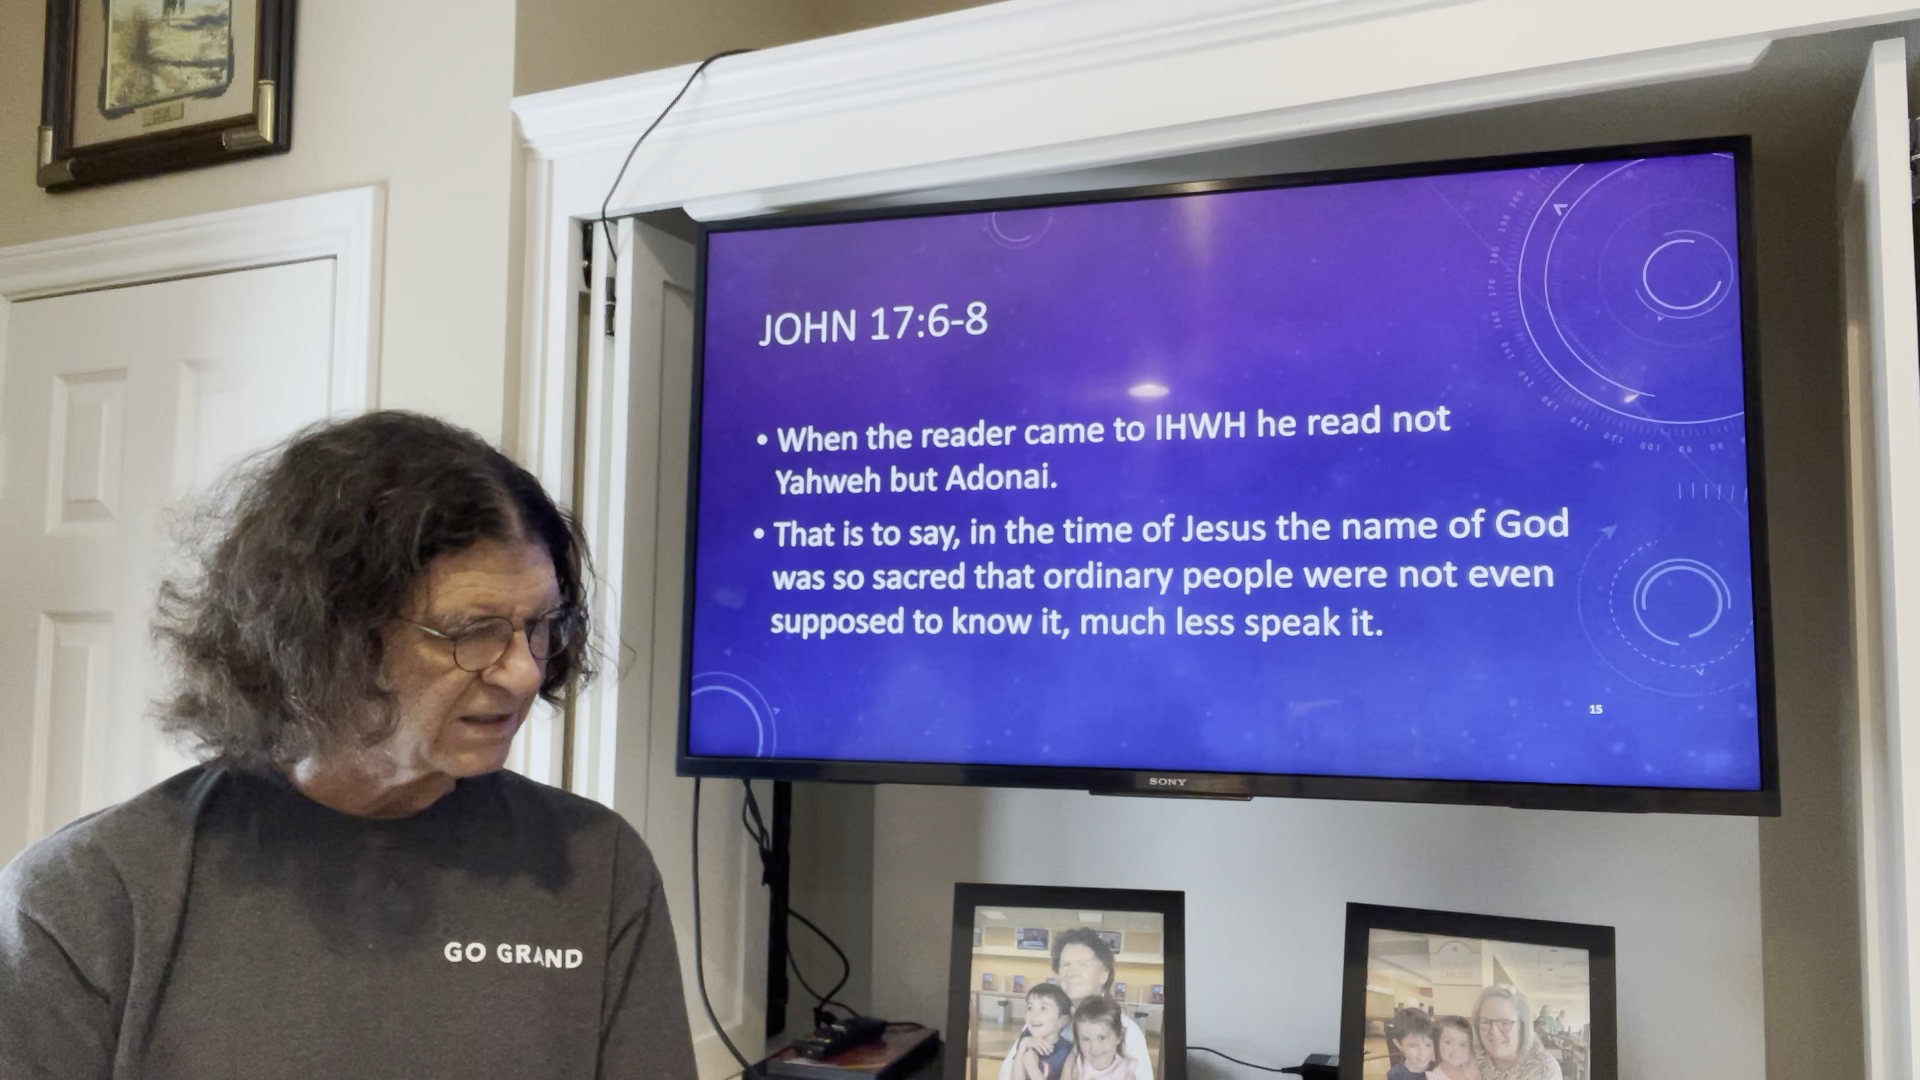 JOHN 17:6-8
• When the reader came to IHWH he read not
Yahweh but Adonai.
• That is to say, in the time of Jesus the name of God
was so sacred that ordinary people were not even
supposed to know it, much less speak it.
15
SONY
GO GRAND